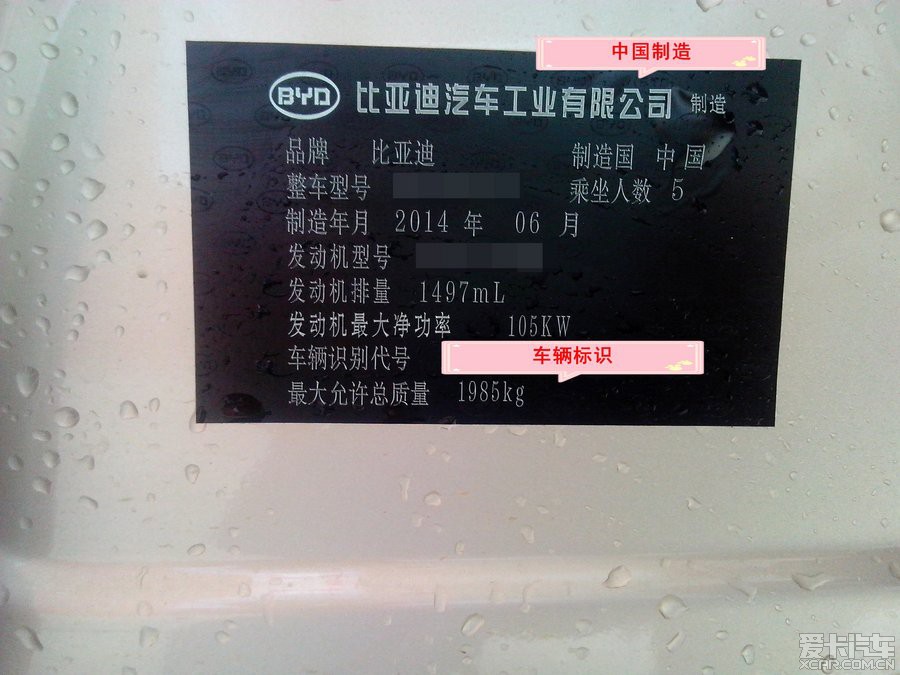 中国制造
BYD 比亚迪汽车工业有限公司 制造
品牌 比亚迪 制造国 中国
整车型号 乘坐人数 5
制造年月 2014 年 06 月
发动机型号
发动机排量 1497mL
发动机最大净功率 105KW
车辆识别代号 车辆标识
最大允许总质量 1985kg
爱卡汽车
XCAR.COM.CN